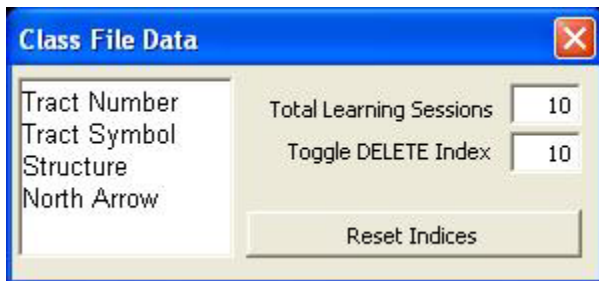 Class File Data
Tract Number
Tract Symbol
Structure
North Arrow
Total Learning Sessions 10
Toggle DELETE Index 10
Reset Indices